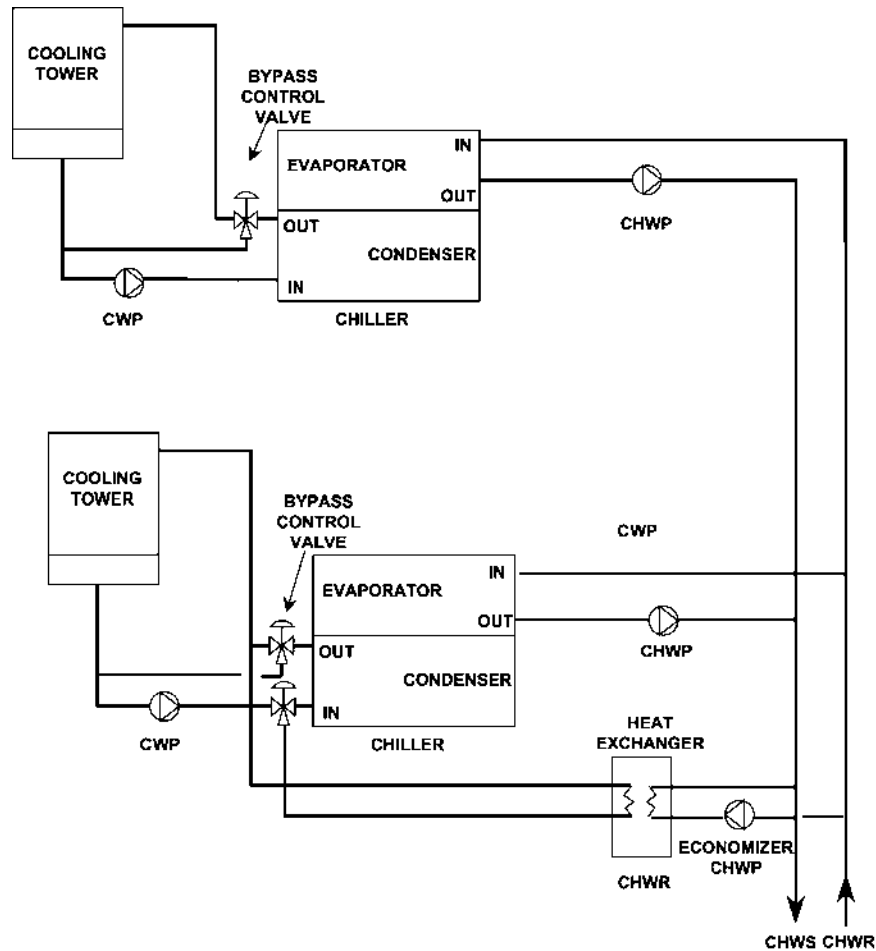 COOLING
TOWER
BYPASS
CONTROL
VALVE
IN
EVAPORATOR
OUT
OUT
CONDENSER
IN
CHWP
CWP
CHILLER
COOLING
TOWER
BYPASS
CONTROL
VALVE
CWP
IN
EVAPORATOR
OUT
OUT
CHWP
CONDENSER
IN
CWP
CHILLER
HEAT
EXCHANGER
ECONOMIZER
CHWP
CHWR
CHWS CHWR